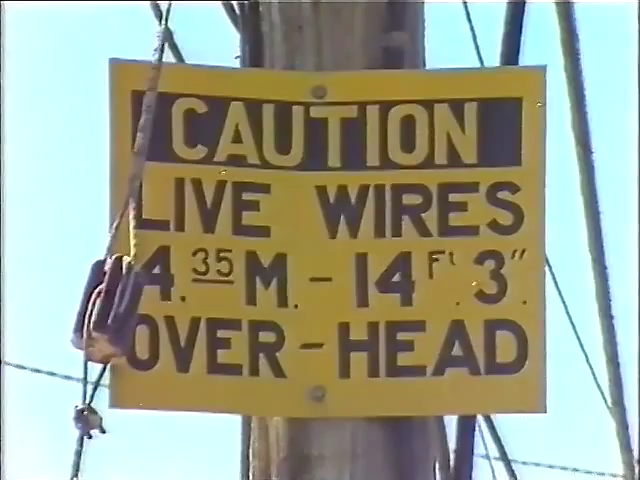 CAUTION
LIVE WIRES
4.35 M. - 14 Ft. 3".
OVER-HEAD